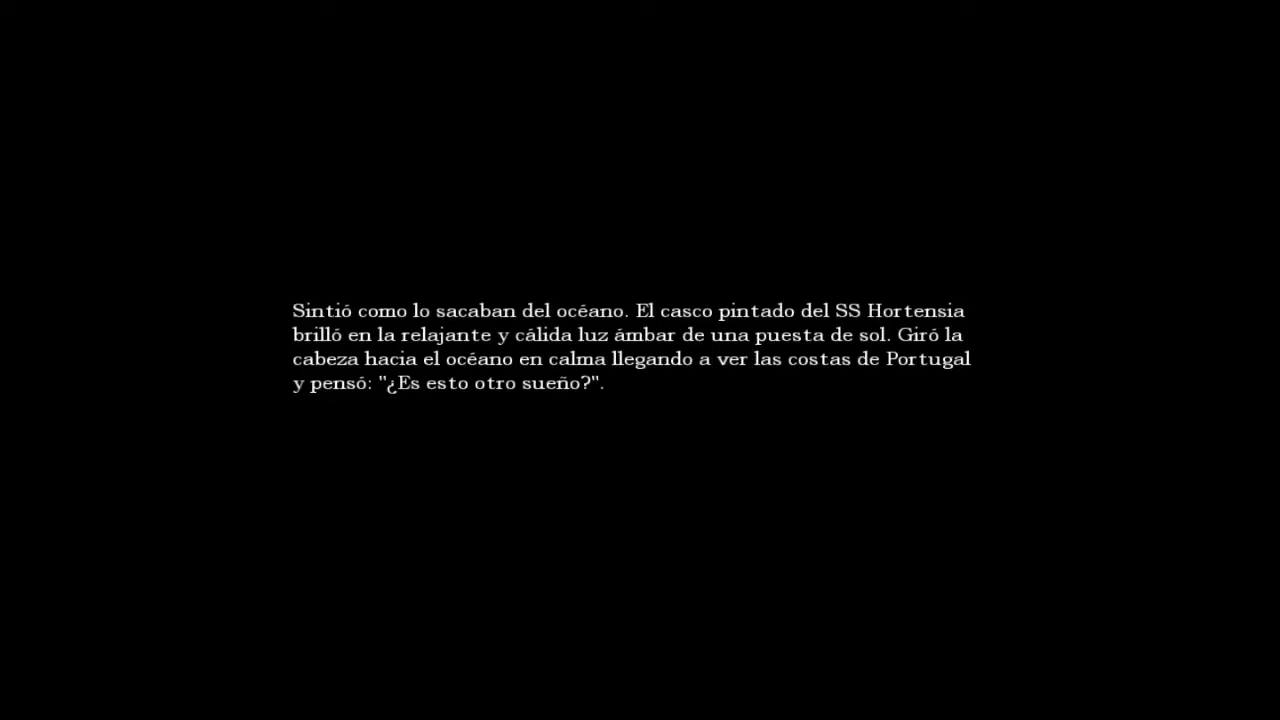 Sintió como lo sacaban del océano. El casco pintado del SS Hortensia
brilló en la relajante y cálida luz ámbar de una puesta de sol. Giró la
cabeza hacia el océano en calma llegando a ver las costas de Portugal
y pensó: "¿Es esto otro sueño?".